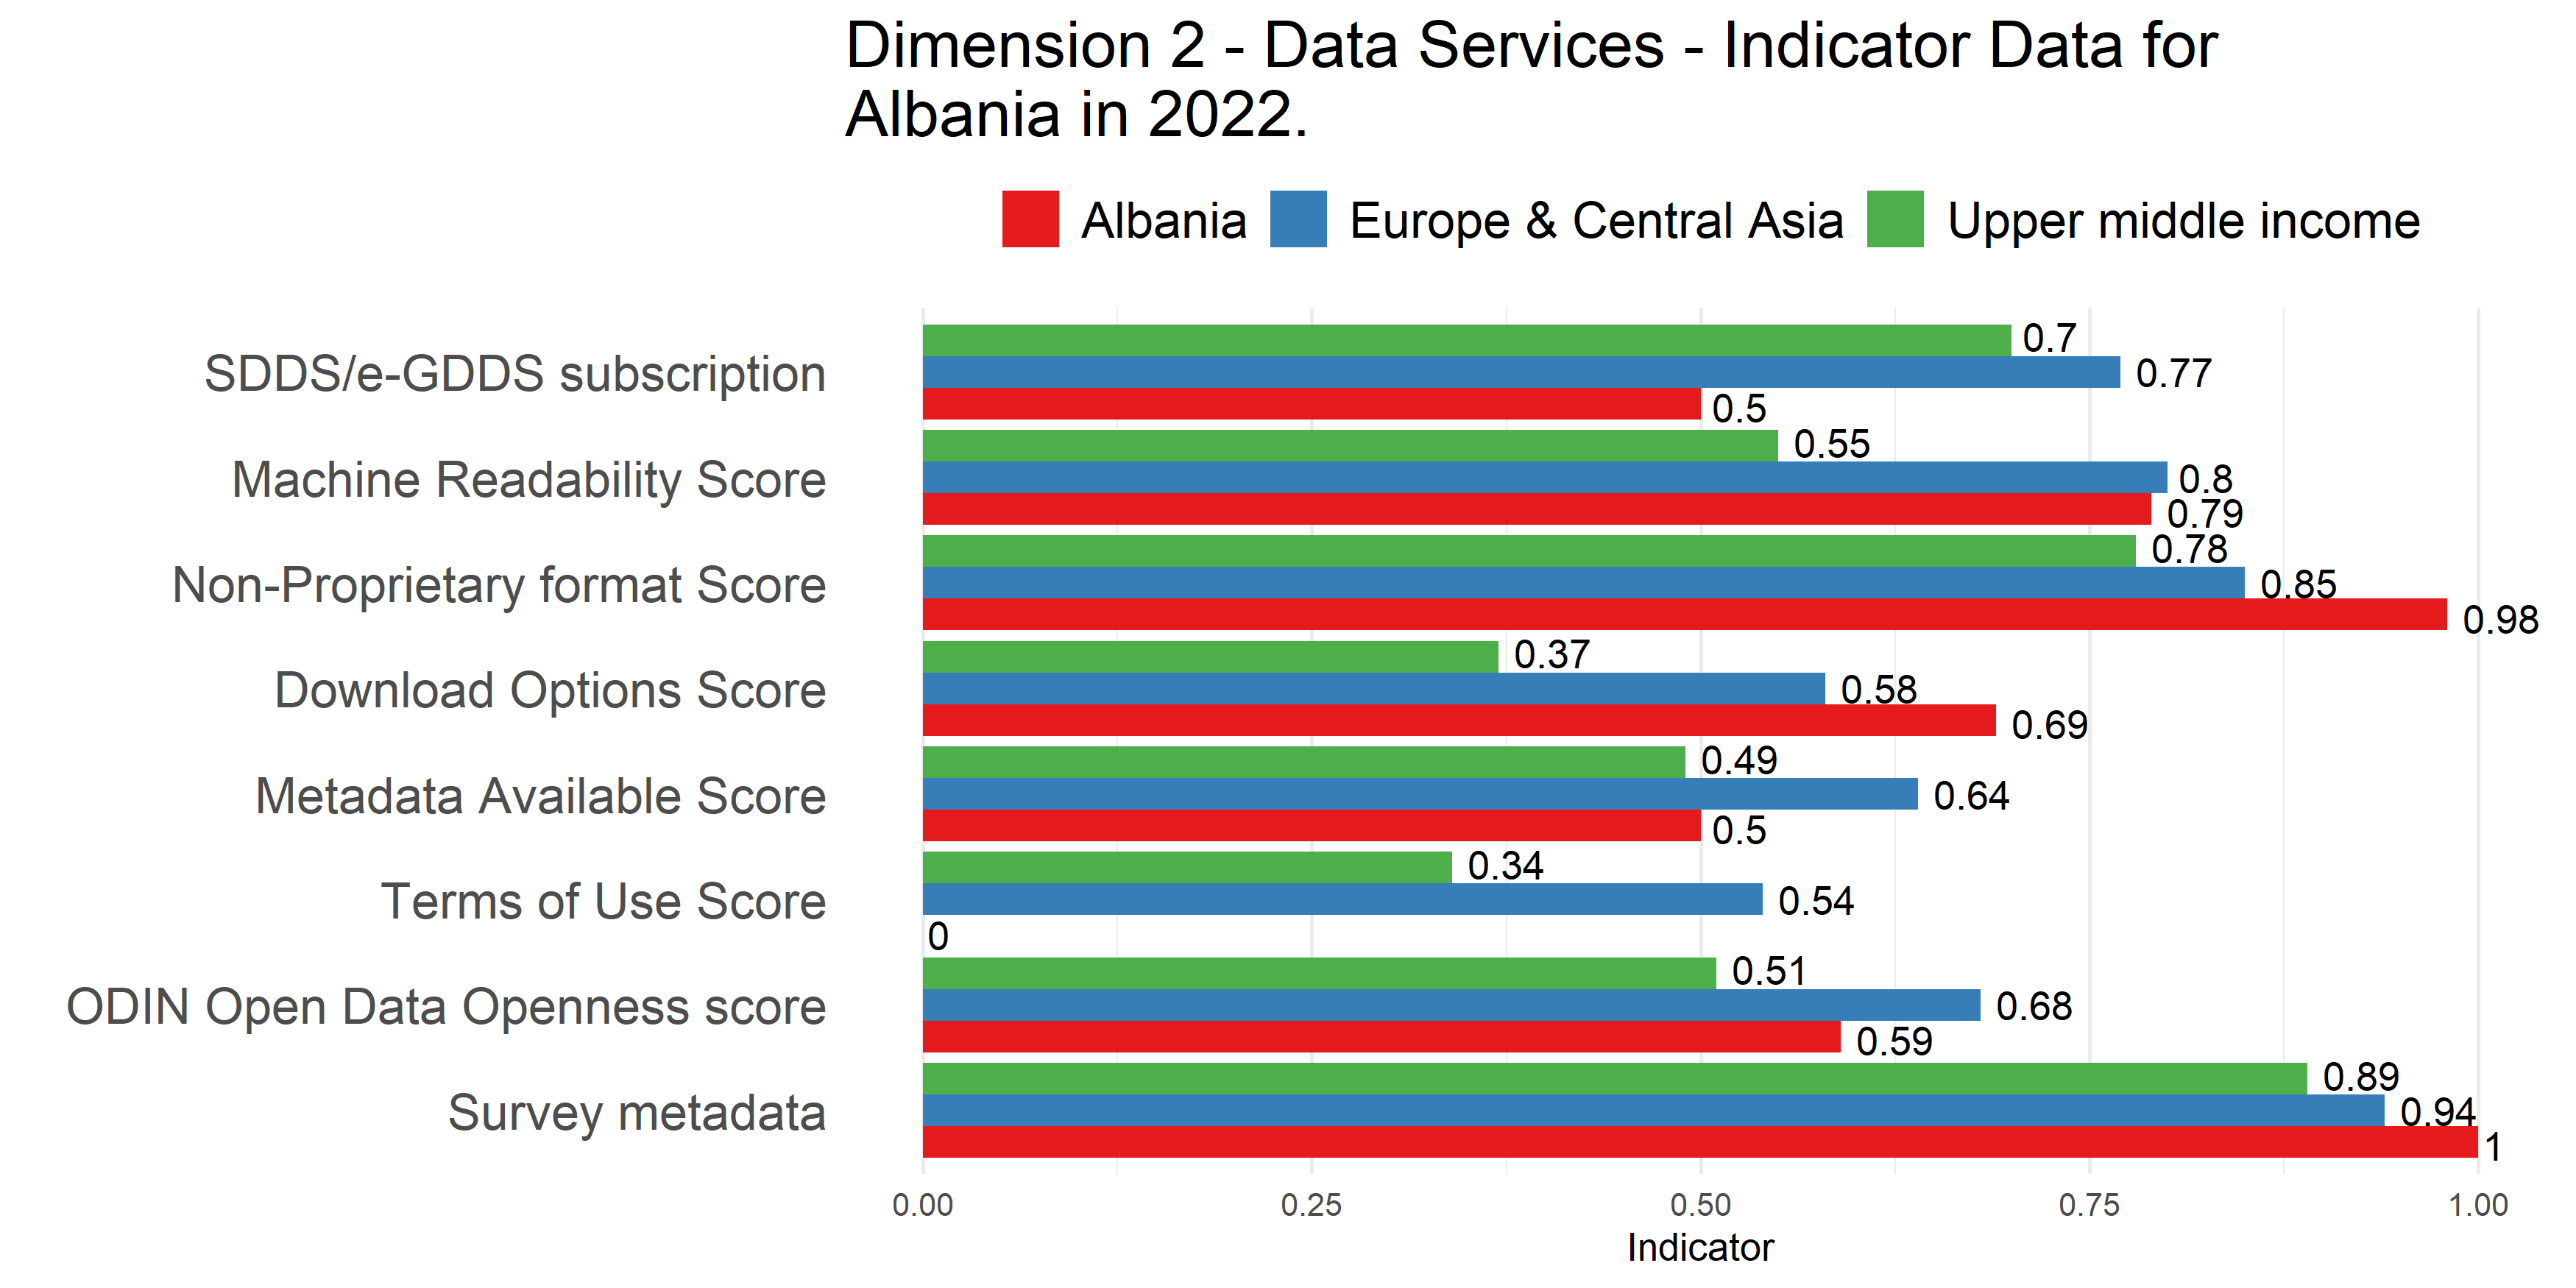 Dimension 2 - Data Services - Indicator Data for
Albania in 2022.
Albania Europe & Central Asia Upper middle income
SDDS/e-GDDS subscription
0.7
0.77
0.5
Machine Readability Score
0.55
0.8
0.79
Non-Proprietary format Score
0.78
0.85
0.98
Download Options Score
0.37
0.58
0.69
Metadata Available Score
0.49
0.64
0.5
Terms of Use Score
0.34
0.54
0
ODIN Open Data Openness score
0.51
0.68
0.59
Survey metadata
0.89
0.94
1
0.00 0.25 0.50 0.75 1.00
Indicator